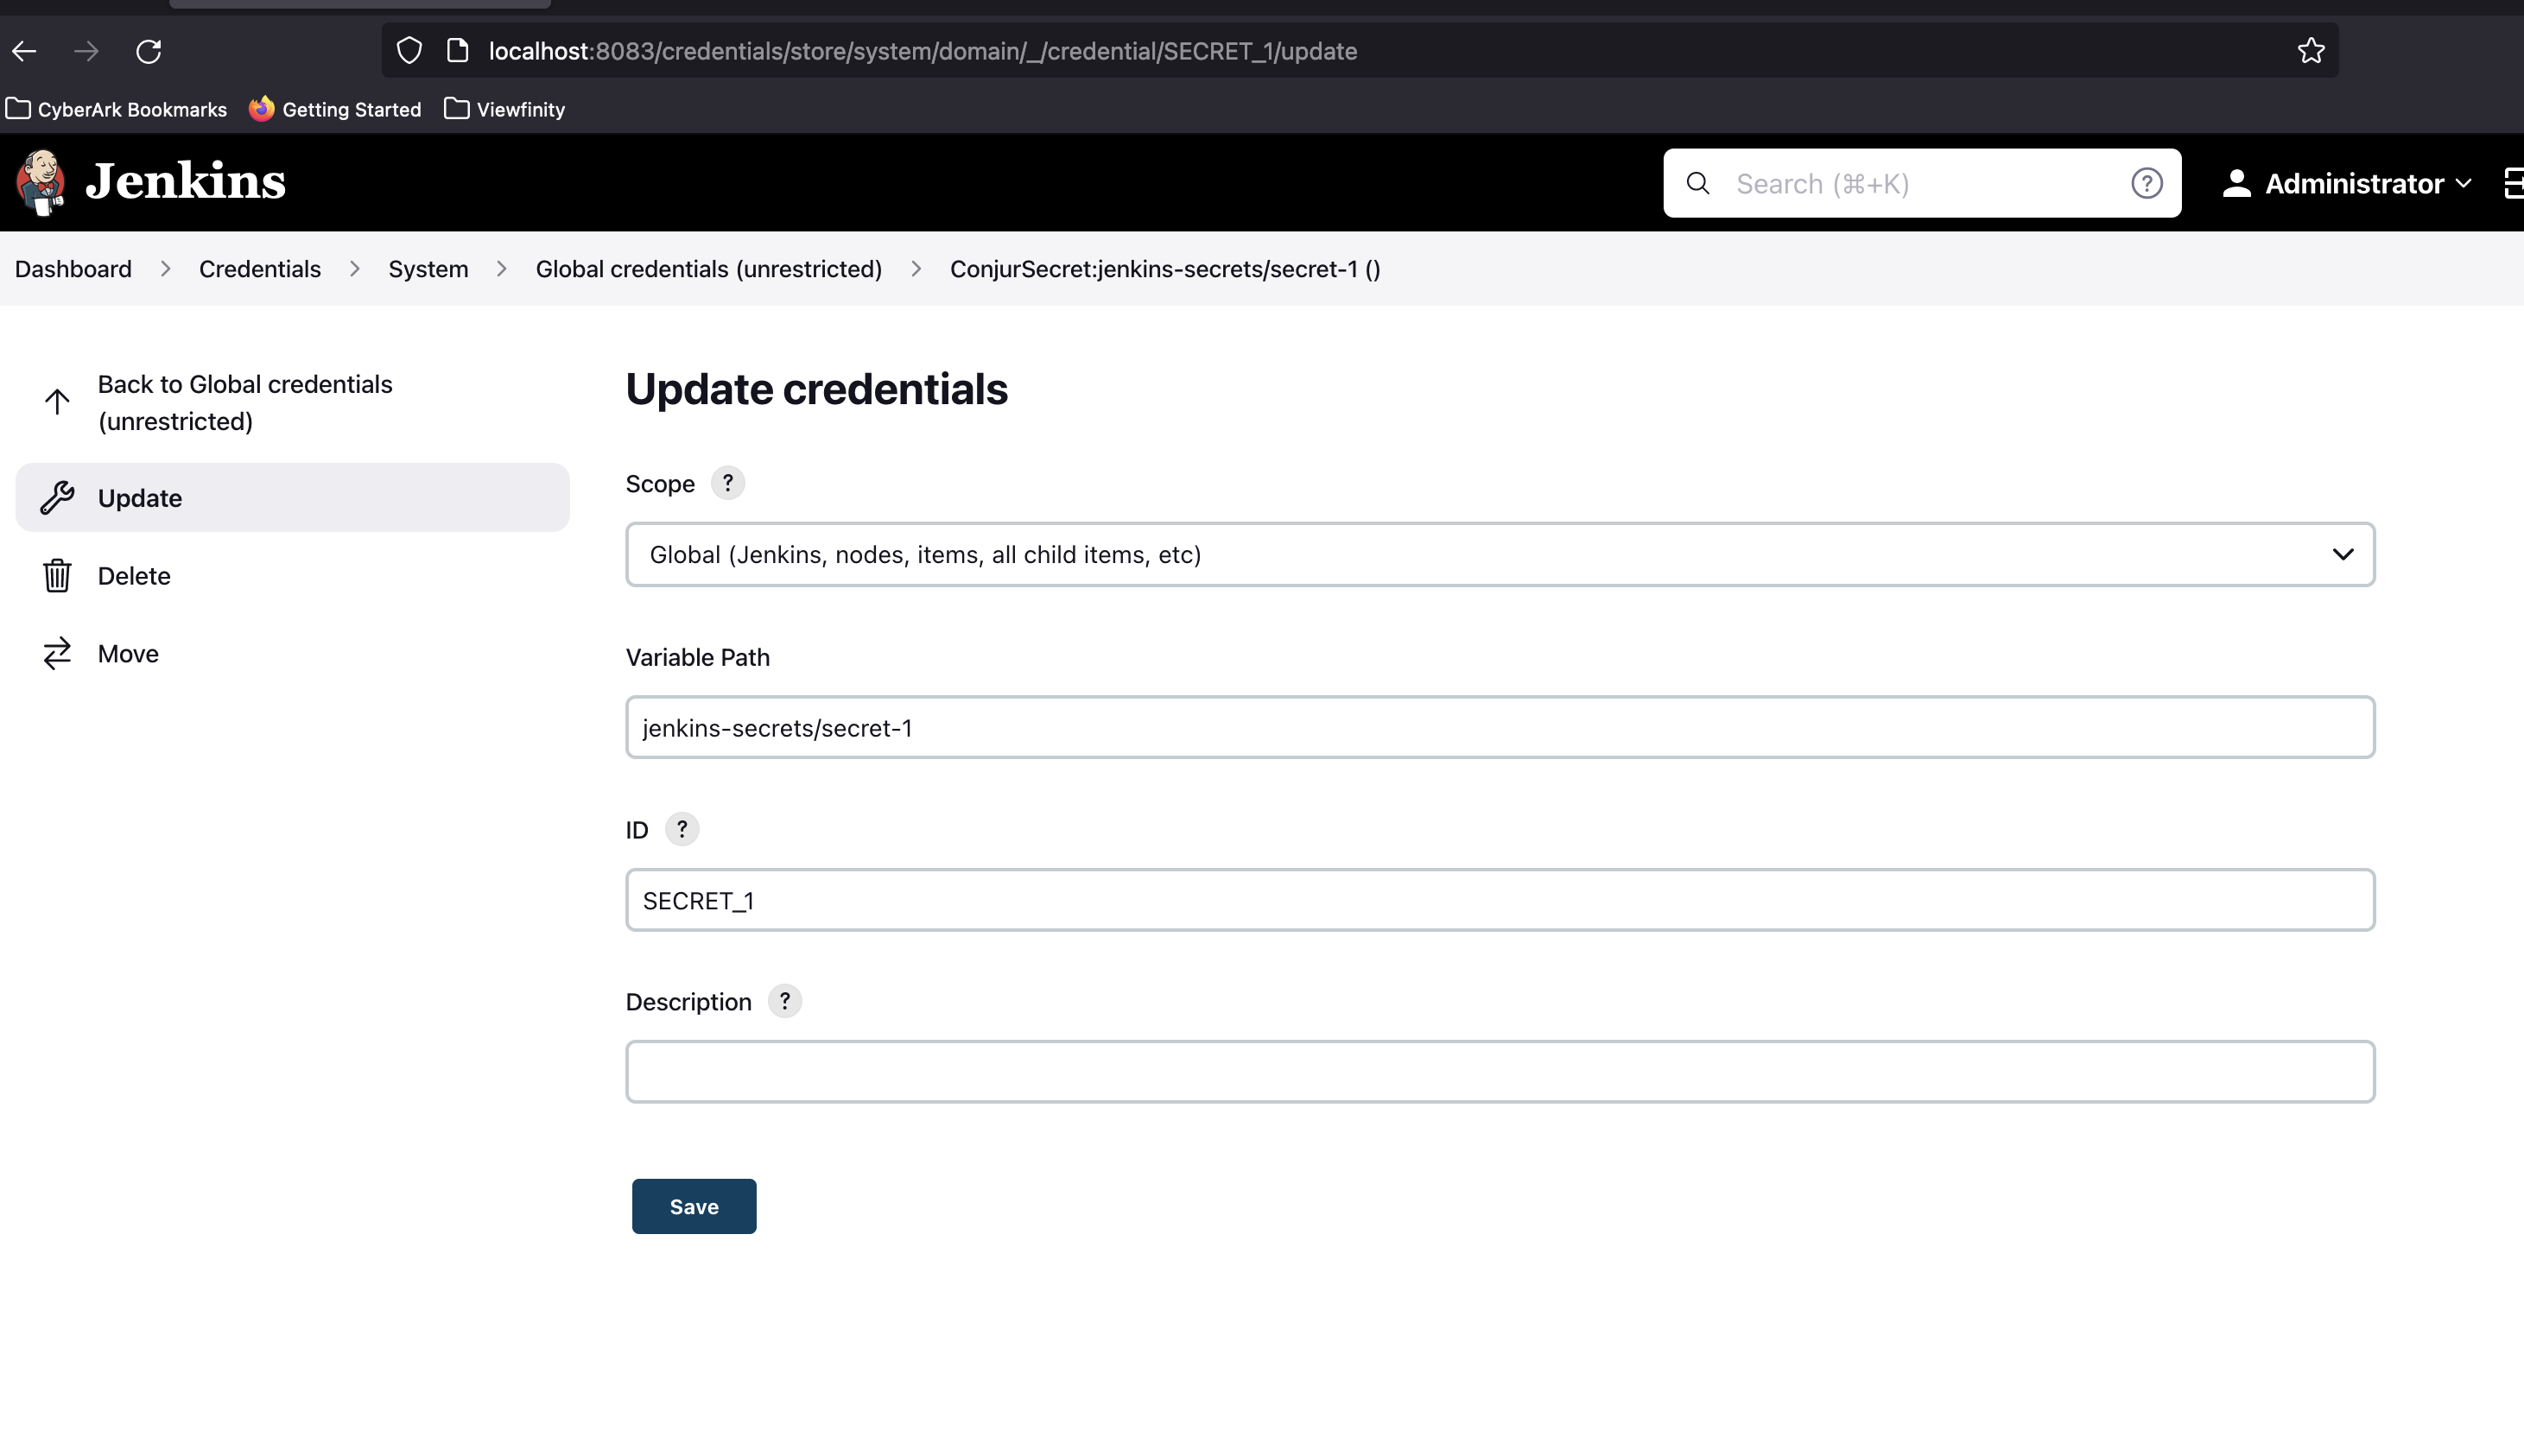 localhost:8083/credentials/store/system/domain/_/credential/SECRET_1/update
CyberArk Bookmarks Getting Started Viewfinity
Jenkins Search (⌘+K) ? Administrator
Dashboard > Credentials > System > Global credentials (unrestricted) > ConjurSecret:jenkins-secrets/secret-1 ()
Back to Global credentials
(unrestricted)
Update
Delete
Move
Update credentials
Scope ?
Global (Jenkins, nodes, items, all child items, etc)
Variable Path
jenkins-secrets/secret-1
ID ?
SECRET_1
Description ?
Save